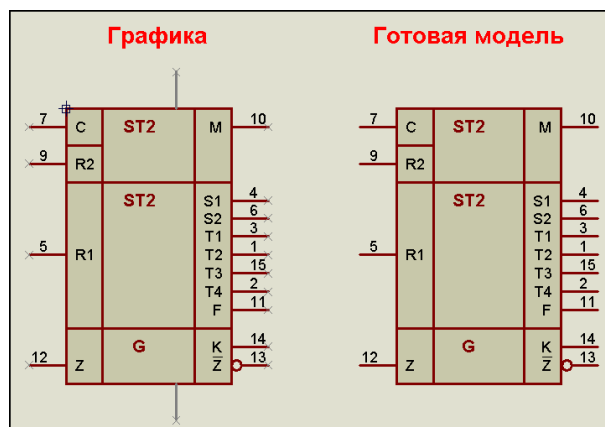 Графика Готовая модель
7 C ST2 M 10 7 C ST2 M 10
9 R2 9 R2
ST2 S1 4 ST2 S1 4
S2 6 S2 6
T1 3 T1 3
5 R1 T2 1 5 R1 T2 1
T3 15 T3 15
T4 2 T4 2
F 11 F 11
G K 14 G K 14
12 Z Z̅ 13 12 Z Z̅ 13